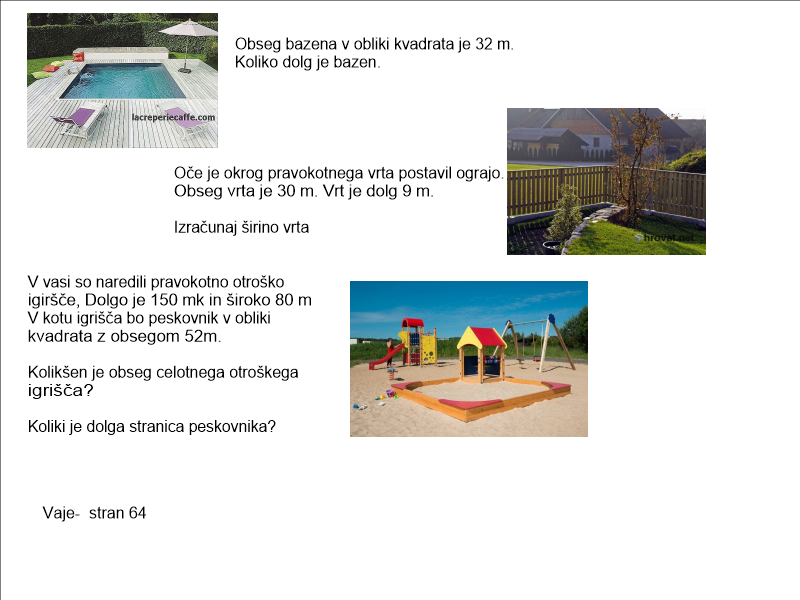 Obseg bazena v obliki kvadrata je 32 m.
Koliko dolg je bazen.
lacreperiecaffe.com
Oče je okrog pravokotnega vrta postavil ograjo.
Obseg vrta je 30 m. Vrt je dolg 9 m.
Izračunaj širino vrta
hrovat.net
V vasi so naredili pravokotno otroško
igiršče, Dolgo je 150 mk in široko 80 m
V kotu igrišča bo peskovnik v obliki
kvadrata z obsegom 52m.
Kolikšen je obseg celotnega otroškega
igrišča?
Koliki je dolga stranica peskovnika?
Vaje- stran 64